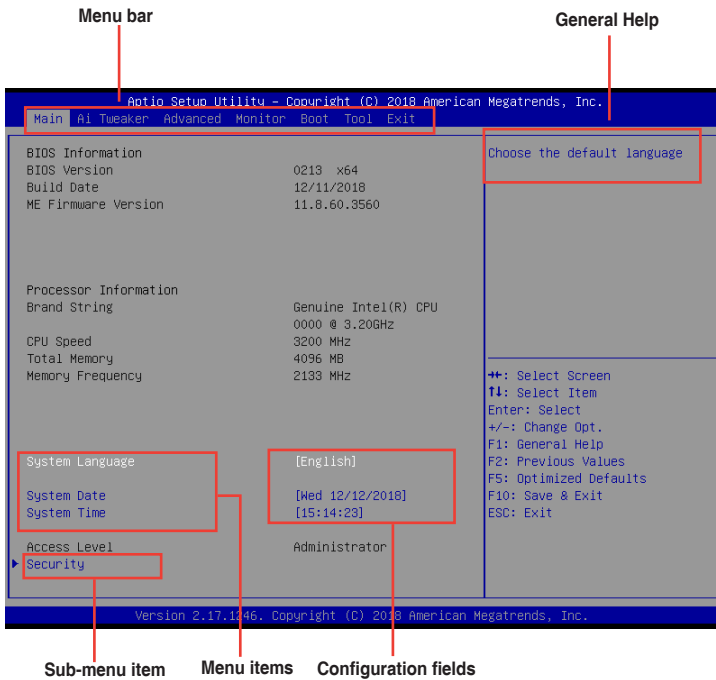 Menu bar
General Help
Aptio Setup Utility – Copyright (C) 2018 American Megatrends, Inc.
Main Ai Tweaker Advanced Monitor Boot Tool Exit
BIOS Information
BIOS Version 0213 x64
Build Date 12/11/2018
ME Firmware Version 11.8.60.3560
Processor Information
Brand String Genuine Intel(R) CPU
0000 @ 3.20GHz
CPU Speed 3200 MHz
Total Memory 4096 MB
Memory Frequency 2133 MHz
System Language [English]
System Date [Wed 12/12/2018]
System Time [15:14:23]
Access Level Administrator
Security
Choose the default language
→←: Select Screen
↑↓: Select Item
Enter: Select
+/-: Change Opt.
F1: General Help
F2: Previous Values
F5: Optimized Defaults
F10: Save & Exit
ESC: Exit
Version 2.17.1246. Copyright (C) 2018 American Megatrends, Inc.
Sub-menu item
Menu items
Configuration fields